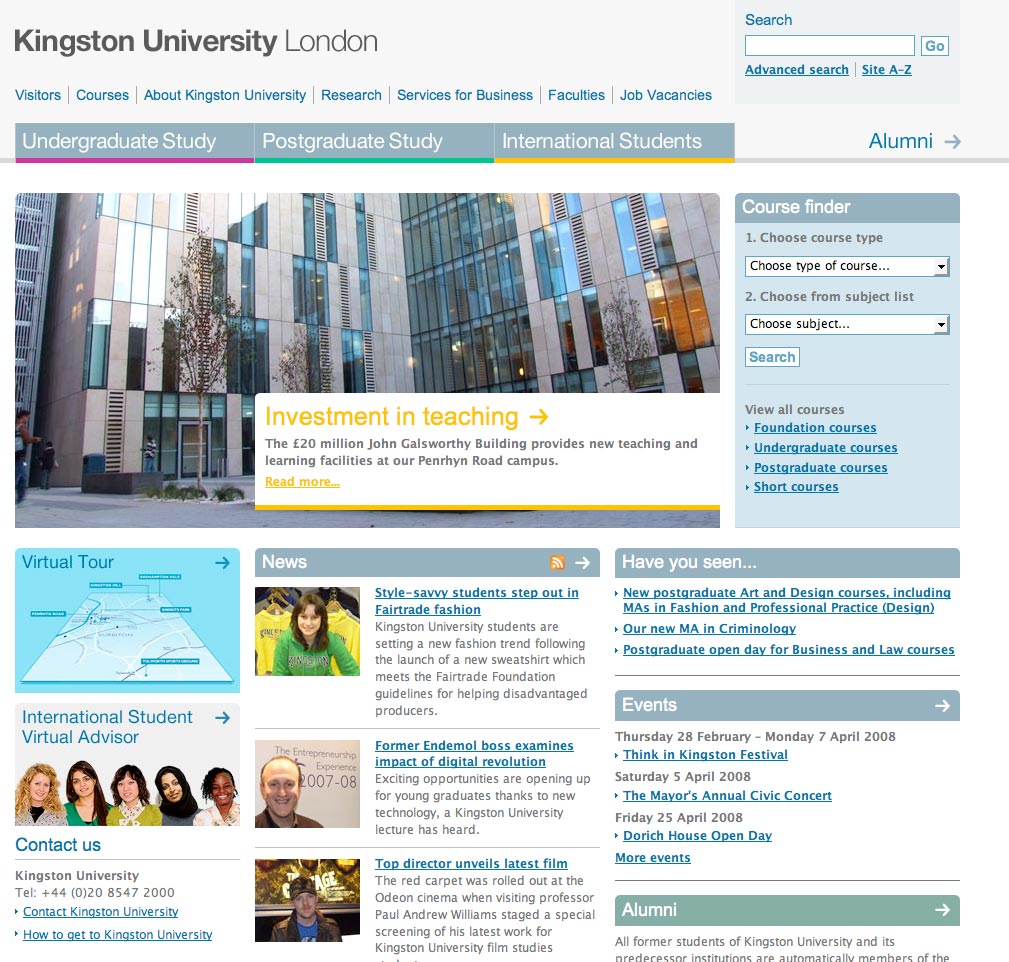 Kingston University London
Search
Go
Advanced search | Site A-Z
Visitors | Courses | About Kingston University | Research | Services for Business | Faculties | Job Vacancies
Undergraduate Study
Postgraduate Study
International Students
Alumni →
Investment in teaching →
The £20 million John Galsworthy Building provides new teaching and
learning facilities at our Penrhyn Road campus.
Read more...
Course finder
1. Choose course type
Choose type of course...
2. Choose from subject list
Choose subject...
Search
View all courses
Foundation courses
Undergraduate courses
Postgraduate courses
Short courses
Virtual Tour →
KINGSTON HILL
PENRHYN ROAD
KNIGHTS PARK
SURBITON
TOLWORTH SPORTS GROUND
International Student →
Virtual Advisor
Contact us
Kingston University
Tel: +44 (0)20 8547 2000
Contact Kingston University
How to get to Kingston University
News →
Style-savvy students step out in
Fairtrade fashion
Kingston University students are
setting a new fashion trend following
the launch of a new sweatshirt which
meets the Fairtrade Foundation
guidelines for helping disadvantaged
producers.
The Entrepreneurship
Experience
2007-08
Former Endemol boss examines
impact of digital revolution
Exciting opportunities are opening up
for young graduates thanks to new
technology, a Kingston University
lecture has heard.
Top director unveils latest film
The red carpet was rolled out at the
Odeon cinema when visiting professor
Paul Andrew Williams staged a special
screening of his latest work for
Kingston University film studies
Have you seen...
New postgraduate Art and Design courses, including
MAs in Fashion and Professional Practice (Design)
Our new MA in Criminology
Postgraduate open day for Business and Law courses
Events →
Thursday 28 February - Monday 7 April 2008
Think in Kingston Festival
Saturday 5 April 2008
The Mayor's Annual Civic Concert
Friday 25 April 2008
Dorich House Open Day
More events
Alumni →
All former students of Kingston University and its
predecessor institutions are automatically members of the